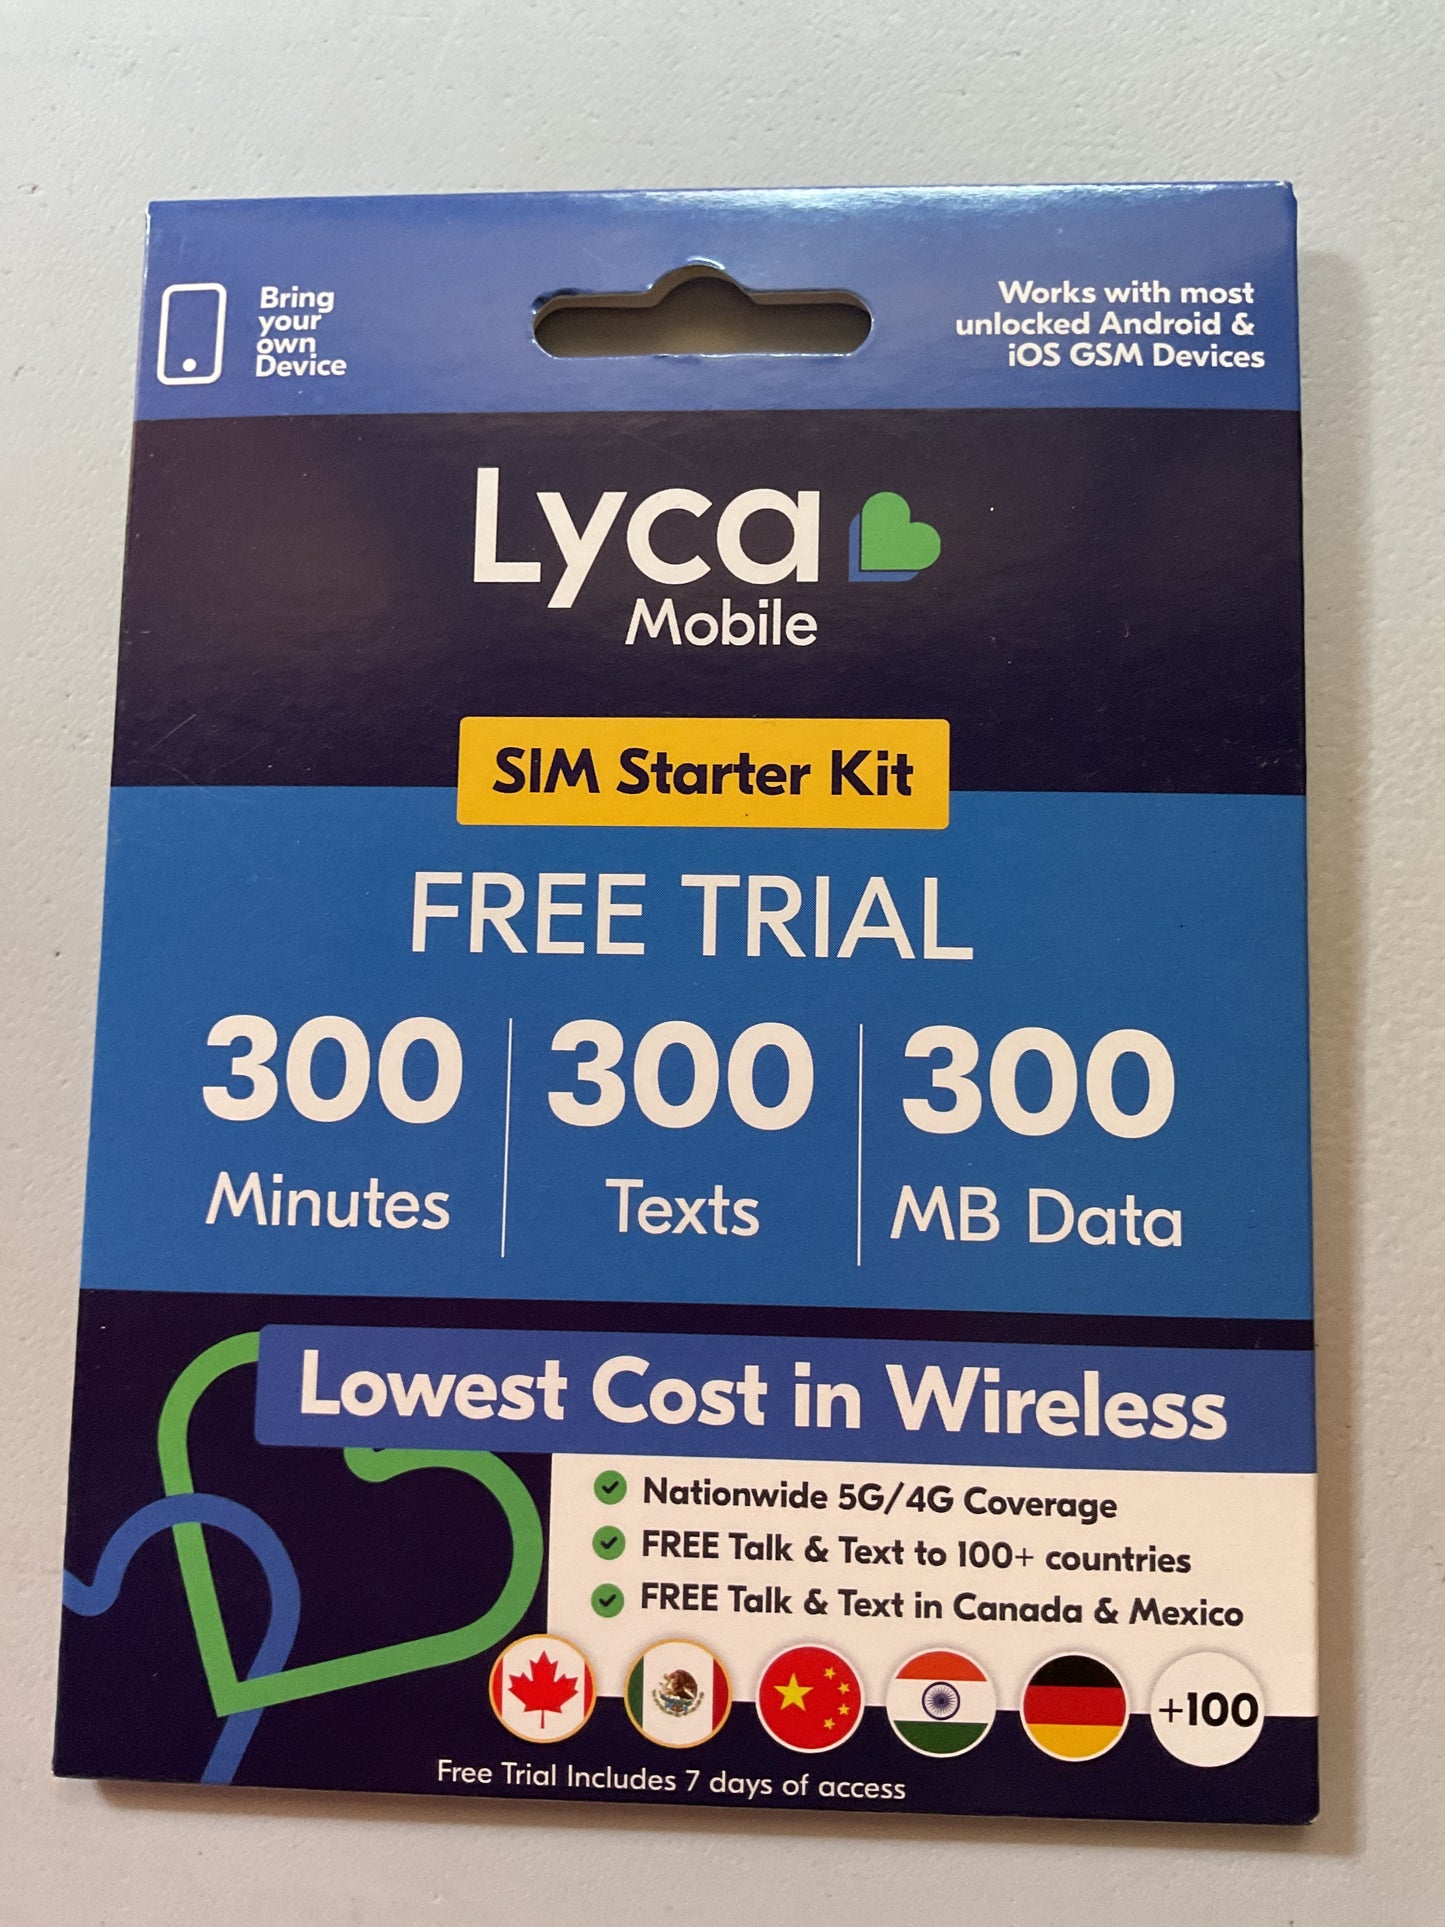 Bring
your
own
Device
Works with most
unlocked Android &
iOS GSM Devices
Lyca
Mobile
SIM Starter Kit
FREE TRIAL
300 300 300
Minutes Texts MB Data
Lowest Cost in Wireless
Nationwide 5G/4G Coverage
FREE Talk & Text to 100+ countries
FREE Talk & Text in Canada & Mexico
+100
Free Trial Includes 7 days of access